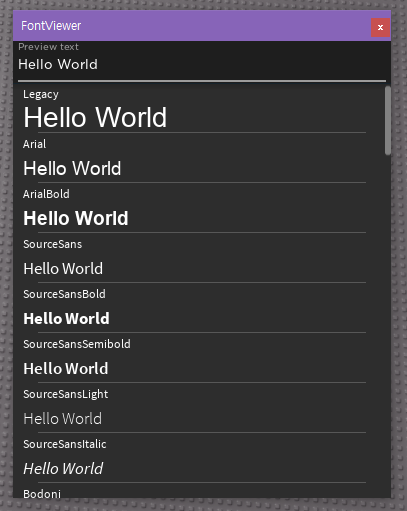 FontViewer
x
Preview text
Hello World
Legacy
Hello World
Arial
Hello World
ArialBold
Hello World
SourceSans
Hello World
SourceSansBold
Hello World
SourceSansSemibold
Hello World
SourceSansLight
Hello World
SourceSansItalic
Hello World
Bodoni